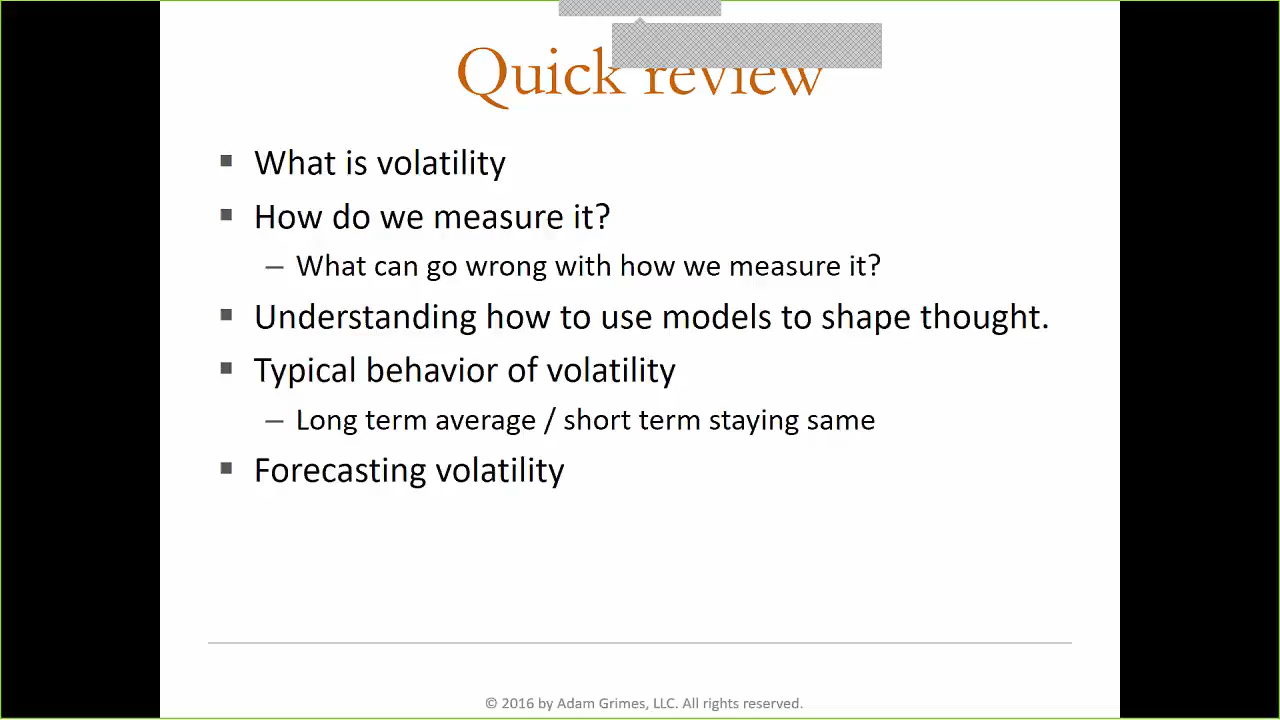 Quick review
What is volatility
How do we measure it?
– What can go wrong with how we measure it?
Understanding how to use models to shape thought.
Typical behavior of volatility
– Long term average / short term staying same
Forecasting volatility
© 2016 by Adam Grimes, LLC. All rights reserved.